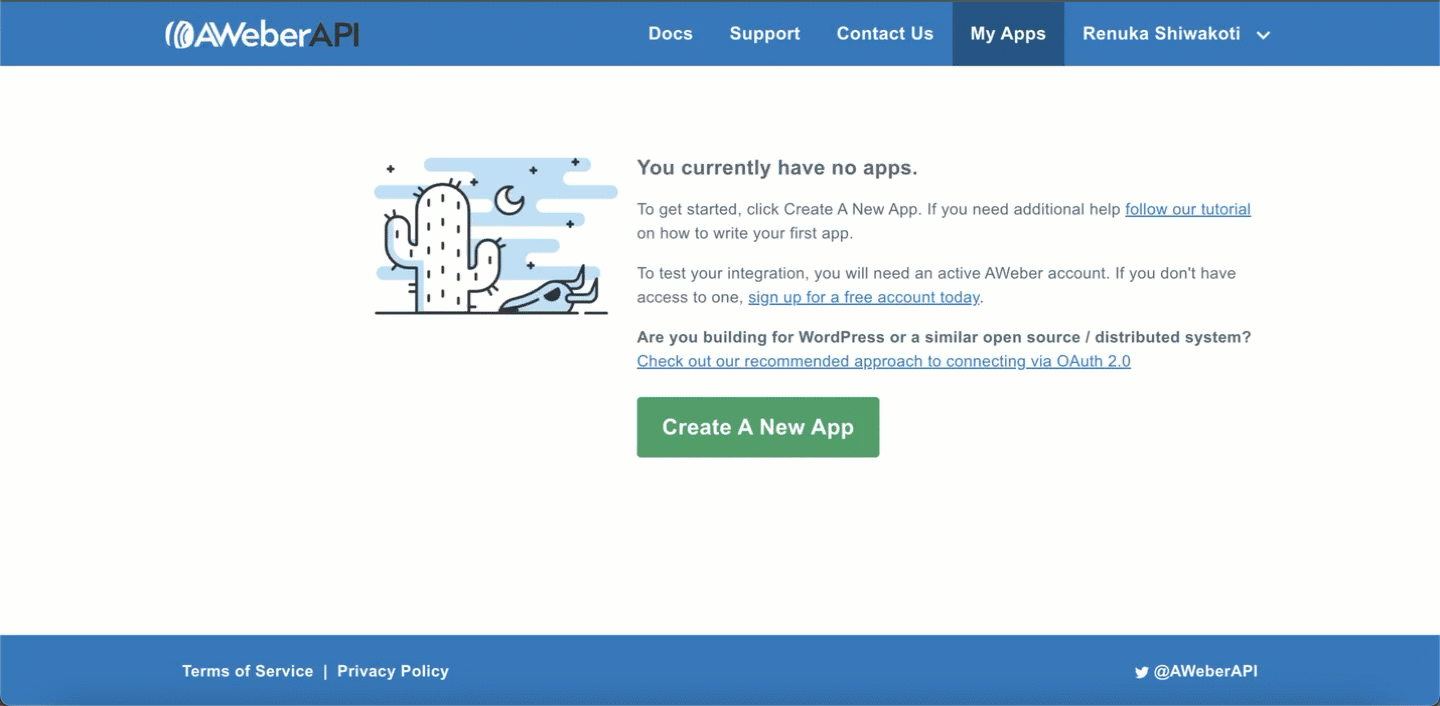 AWeberAPI
Docs
Support
Contact Us
My Apps
Renuka Shiwakoti
You currently have no apps.
To get started, click Create A New App. If you need additional help follow our tutorial
on how to write your first app.
To test your integration, you will need an active AWeber account. If you don't have
access to one, sign up for a free account today.
Are you building for WordPress or a similar open source / distributed system?
Check out our recommended approach to connecting via OAuth 2.0
Create A New App
Terms of Service | Privacy Policy
@AWeberAPI